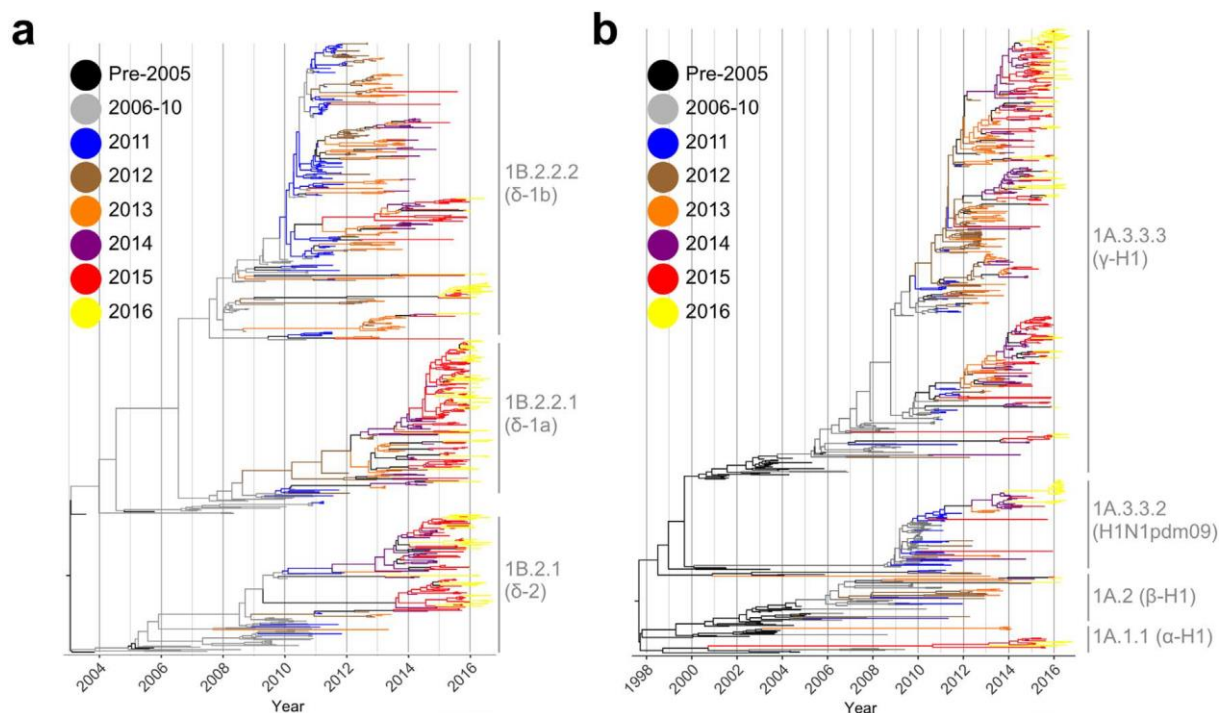 a
Pre-2005
2006-10
2011
2012
2013
2014
2015
2016
1B.2.2.2
(δ-1b)
1B.2.2.1
(δ-1a)
1B.2.1
(δ-2)
2004
2006
2008
2010
2012
2014
2016
Year
b
Pre-2005
2006-10
2011
2012
2013
2014
2015
2016
1A.3.3.3
(γ-H1)
1A.3.3.2
(H1N1pdm09)
1A.2 (β-H1)
1A.1.1 (α-H1)
1998
2000
2002
2004
2006
2008
2010
2012
2014
2016
Year